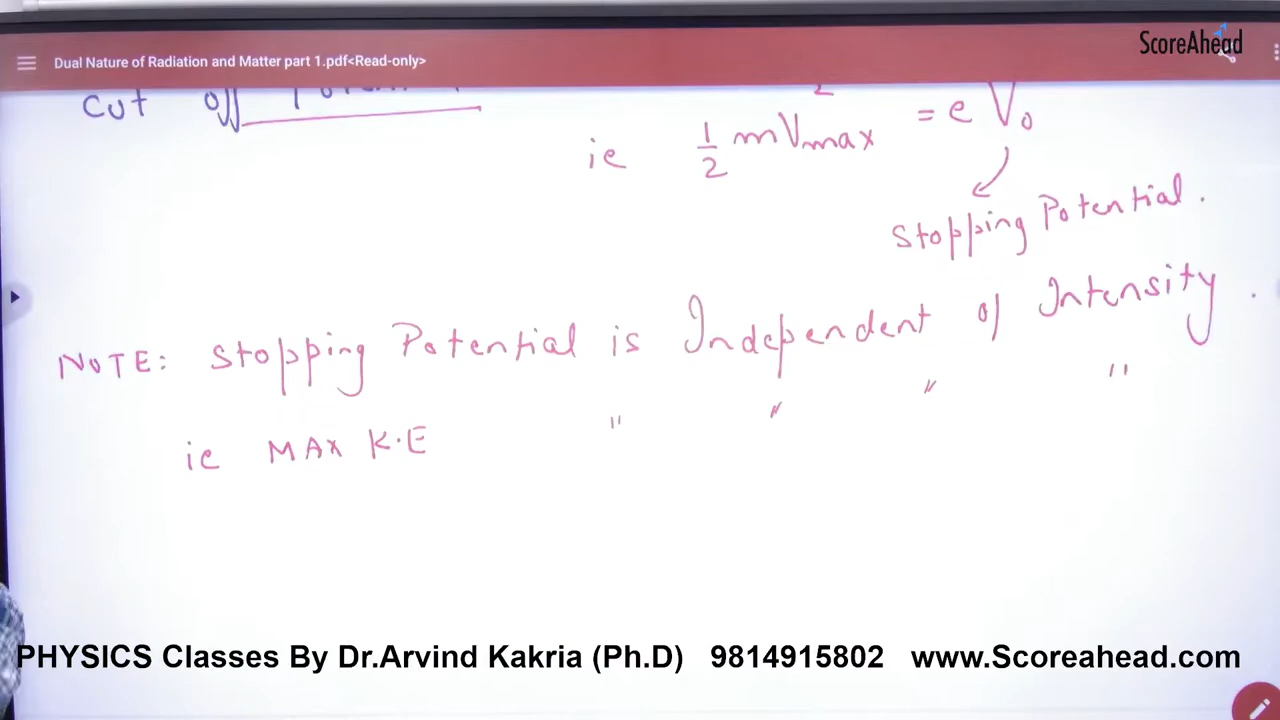 ScoreAhead
Dual Nature of Radiation and Matter part 1.pdf<Read-only>
cut off
ie 1/2 mVmax² = e V₀
Stopping Potential.
NOTE: Stopping Potential is Independent of Intensity.
ie MAX K.E " " " "
PHYSICS Classes By Dr.Arvind Kakria (Ph.D) 9814915802 www.Scoreahead.com